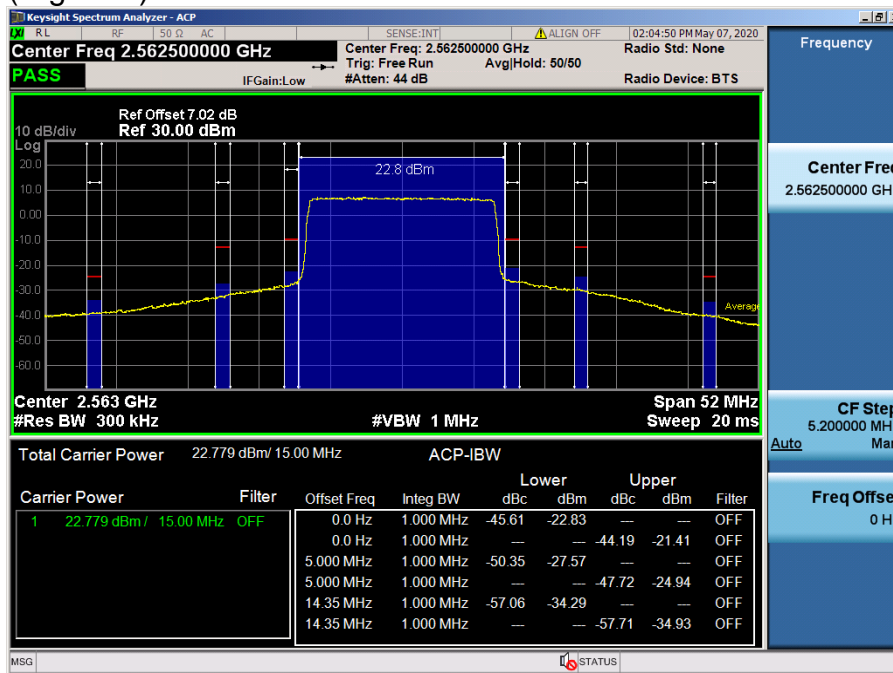 Keysight Spectrum Analyzer - ACP
LXI RL RF 50 Ω AC SENSE:INT ALIGN OFF 02:04:50 PM May 07, 2020
Center Freq 2.562500000 GHz Center Freq: 2.562500000 GHz Radio Std: None
Trig: Free Run Avg|Hold: 50/50
PASS IFGain:Low #Atten: 44 dB Radio Device: BTS
Frequency
Ref Offset 7.02 dB
10 dB/div Ref 30.00 dBm
Log
20.0
22.8 dBm
10.0
0.00
-10.0
-20.0
-30.0
-40.0
Average
-50.0
-60.0
Center 2.563 GHz Span 52 MHz
#Res BW 300 kHz #VBW 1 MHz Sweep 20 ms
Center Freq
2.562500000 GH
CF Step
5.200000 MH
Auto Ma
Freq Offse
0 H
Total Carrier Power 22.779 dBm/ 15.00 MHz ACP-IBW
Lower Upper
Carrier Power Filter Offset Freq Integ BW dBc dBm dBc dBm Filter
1 22.779 dBm / 15.00 MHz OFF 0.0 Hz 1.000 MHz -45.61 -22.83 --- --- OFF
0.0 Hz 1.000 MHz --- --- -44.19 -21.41 OFF
5.000 MHz 1.000 MHz -50.35 -27.57 --- --- OFF
5.000 MHz 1.000 MHz --- --- -47.72 -24.94 OFF
14.35 MHz 1.000 MHz -57.06 -34.29 --- --- OFF
14.35 MHz 1.000 MHz --- --- -57.71 -34.93 OFF
MSG STATUS